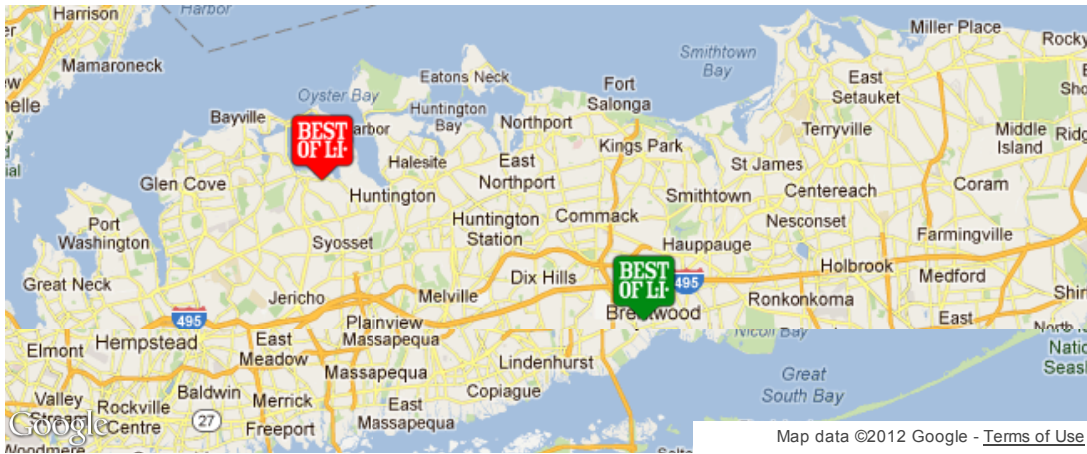 Harbor
Harrison
Mamaroneck
Miller Place
Rocky
Smithtown
Bay
Eatons Neck
Fort
Salonga
East
Setauket
Oyster Bay
Bayville
Huntington
Bay
Northport
Terryville
Middle
Island
BEST
OF LI
Halesite
East
Northport
Kings Park
St James
Glen Cove
Huntington
Smithtown
Centereach
Coram
Port
Washington
Huntington
Station
Commack
Nesconset
Farmingville
Syosset
Hauppauge
Great Neck
Jericho
Melville
Dix Hills
BEST
OF LI
495
Holbrook
Medford
Ronkonkoma
495
Plainview
Massapequa
Brentwood
East
Elmont
Hempstead
East
Meadow
Massapequa
Lindenhurst
Nicoll Bay
Great
South Bay
Valley
Stream
Rockville
Centre
Baldwin
Merrick
27
Freeport
East
Massapequa
Copiague
Google
Map data ©2012 Google - Terms of Use